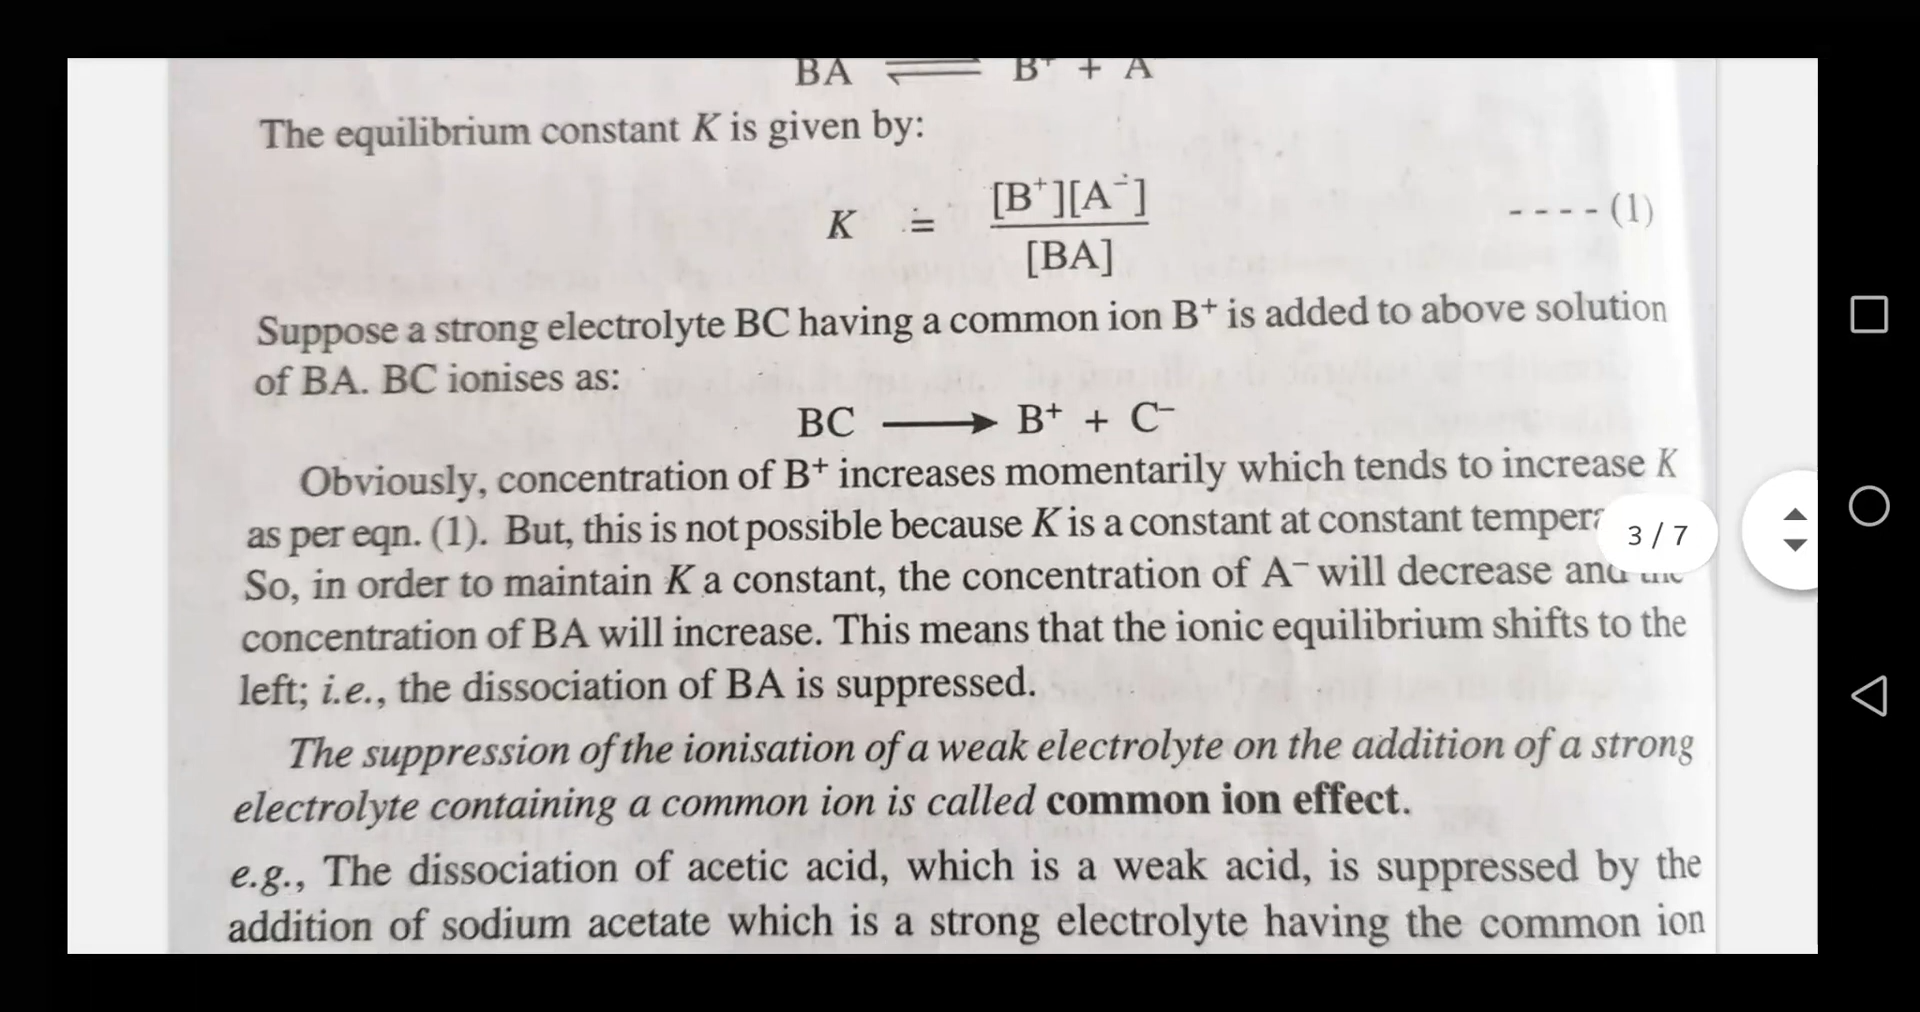 BA ⇌ B⁺ + A
The equilibrium constant K is given by:
K = [B⁺][A⁻] / [BA] ----(1)
Suppose a strong electrolyte BC having a common ion B⁺ is added to above solution
of BA. BC ionises as:
BC ⟶ B⁺ + C⁻
Obviously, concentration of B⁺ increases momentarily which tends to increase K
as per eqn. (1). But, this is not possible because K is a constant at constant
3 / 7
So, in order to maintain K a constant, the concentration of A⁻ will decrease and
concentration of BA will increase. This means that the ionic equilibrium shifts to the
left; i.e., the dissociation of BA is suppressed.
The suppression of the ionisation of a weak electrolyte on the addition of a strong
electrolyte containing a common ion is called common ion effect.
e.g., The dissociation of acetic acid, which is a weak acid, is suppressed by the
addition of sodium acetate which is a strong electrolyte having the common ion